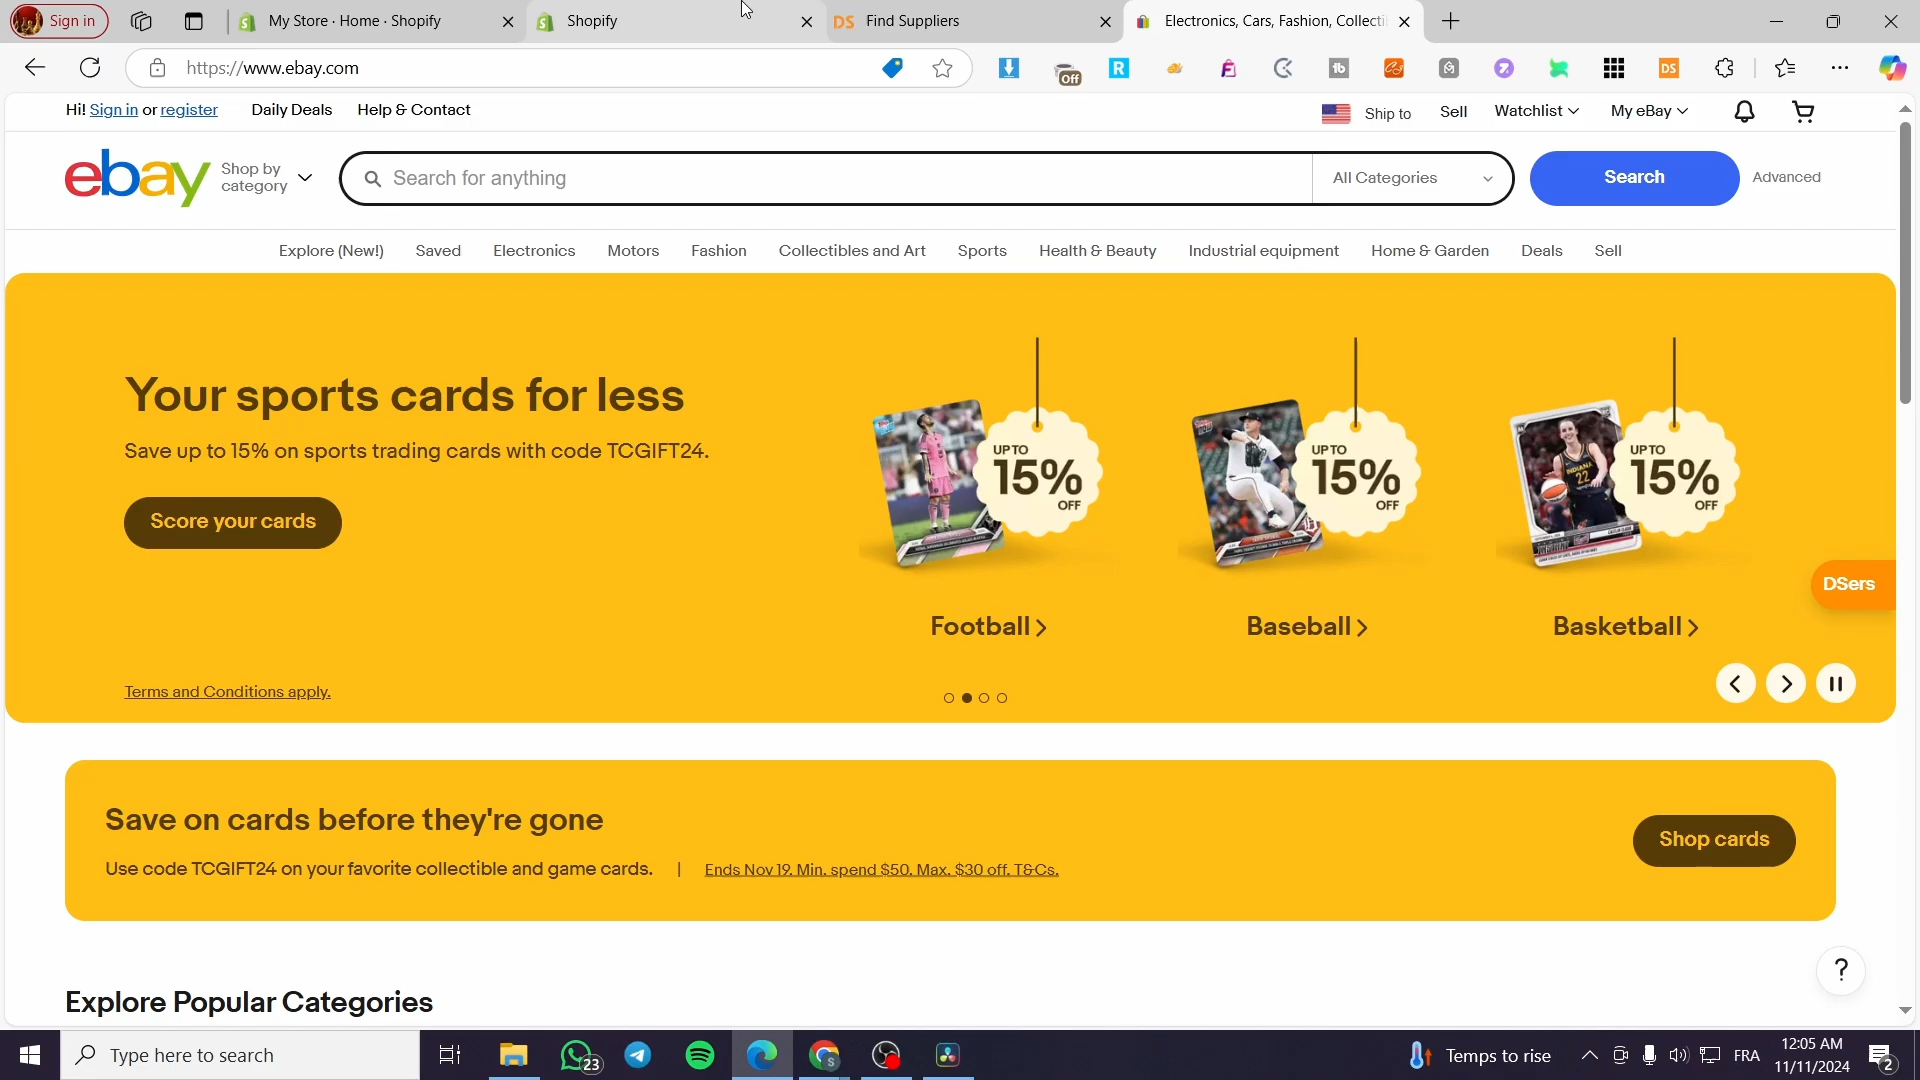 Sign in
My Store · Home · Shopify
Shopify
DS Find Suppliers
Electronics, Cars, Fashion, Collecti
https://www.ebay.com
Off
R
tb
DS
Hi! Sign in or register
Daily Deals
Help & Contact
Ship to
Sell
Watchlist
My eBay
ebay
Shop by
category
Search for anything
All Categories
Search
Advanced
Explore (New!)
Saved
Electronics
Motors
Fashion
Collectibles and Art
Sports
Health & Beauty
Industrial equipment
Home & Garden
Deals
Sell
Your sports cards for less
Save up to 15% on sports trading cards with code TCGIFT24.
Score your cards
UP TO
15%
OFF
UP TO
15%
OFF
INDIANA
22
UP TO
15%
OFF
DSers
Football
Baseball
Basketball
Terms and Conditions apply.
Save on cards before they're gone
Use code TCGIFT24 on your favorite collectible and game cards. | Ends Nov 19. Min. spend $50. Max. $30 off. T&Cs.
Shop cards
?
Explore Popular Categories
Type here to search
23
S
Temps to rise
FRA
12:05 AM
11/11/2024
2